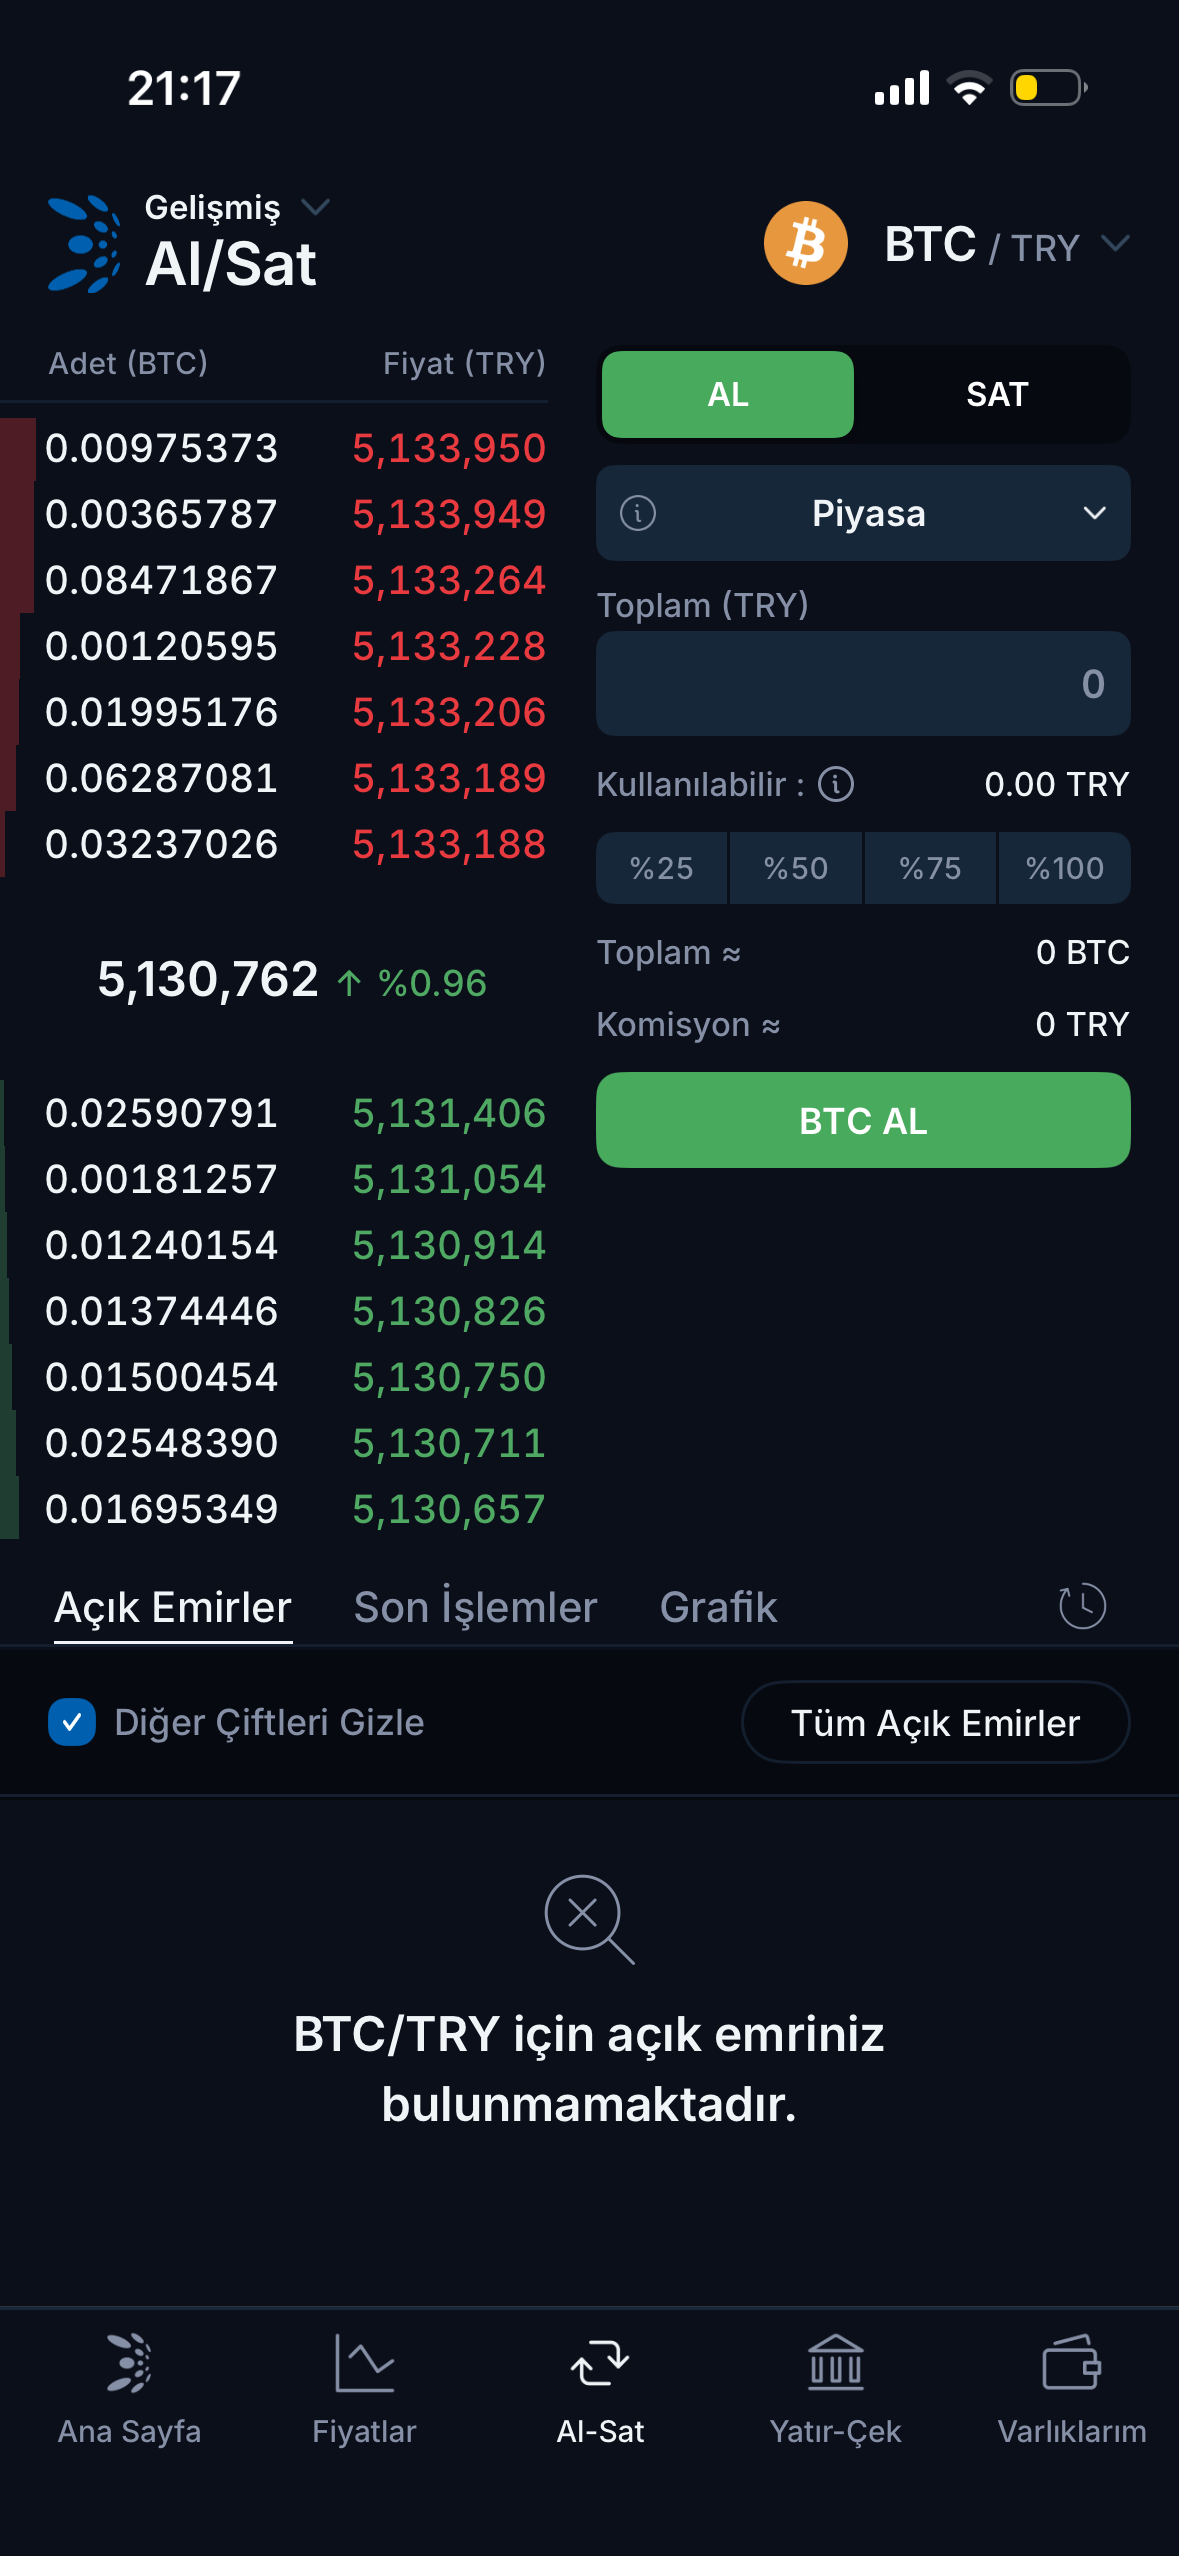 21:17
Gelişmiş
Al/Sat
BTC / TRY
Adet (BTC) Fiyat (TRY)
0.00975373 5,133,950
0.00365787 5,133,949
0.08471867 5,133,264
0.00120595 5,133,228
0.01995176 5,133,206
0.06287081 5,133,189
0.03237026 5,133,188
5,130,762 ↑ %0.96
0.02590791 5,131,406
0.00181257 5,131,054
0.01240154 5,130,914
0.01374446 5,130,826
0.01500454 5,130,750
0.02548390 5,130,711
0.01695349 5,130,657
AL SAT
Piyasa
Toplam (TRY)
0
Kullanılabilir : 0.00 TRY
%25 %50 %75 %100
Toplam ≈ 0 BTC
Komisyon ≈ 0 TRY
BTC AL
Açık Emirler Son İşlemler Grafik
Diğer Çiftleri Gizle Tüm Açık Emirler
BTC/TRY için açık emriniz
bulunmamaktadır.
Ana Sayfa Fiyatlar Al-Sat Yatır-Çek Varlıklarım